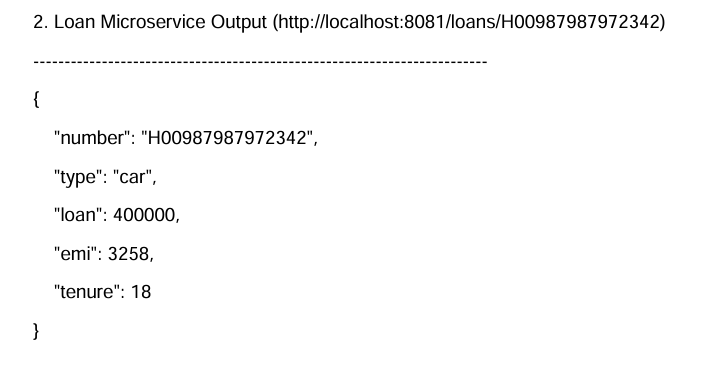 2. Loan Microservice Output (http://localhost:8081/loans/H00987987972342)
-------------------------------------------------------------------------
{
"number": "H00987987972342",
"type": "car",
"loan": 400000,
"emi": 3258,
"tenure": 18
}